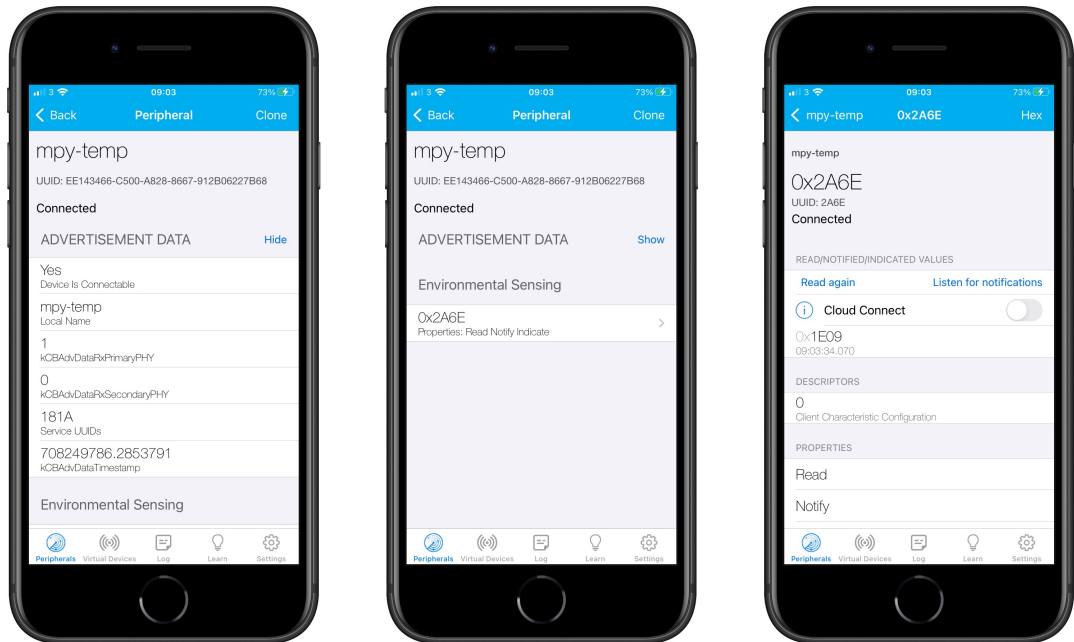 3
09:03
73%
Back
Peripheral
Clone
mpy-temp
UUID: EE143466-C500-A828-8667-912B06227B68
Connected
ADVERTISEMENT DATA
Hide
Yes
Device Is Connectable
mpy-temp
Local Name
1
kCBAdvDataRxPrimaryPHY
0
kCBAdvDataRxSecondaryPHY
181A
Service UUIDs
708249786.2853791
kCBAdvDataTimestamp
Environmental Sensing
Peripherals
Virtual Devices
Log
Learn
Settings
3
09:03
73%
Back
Peripheral
Clone
mpy-temp
UUID: EE143466-C500-A828-8667-912B06227B68
Connected
ADVERTISEMENT DATA
Show
Environmental Sensing
0x2A6E
Properties: Read Notify Indicate
Peripherals
Virtual Devices
Log
Learn
Settings
3
09:03
73%
mpy-temp
0x2A6E
Hex
mpy-temp
0x2A6E
UUID: 2A6E
Connected
READ/NOTIFIED/INDICATED VALUES
Read again
Listen for notifications
Cloud Connect
0x1E09
09:03:34.070
DESCRIPTORS
0
Client Characteristic Configuration
PROPERTIES
Read
Notify
Peripherals
Virtual Devices
Log
Learn
Settings